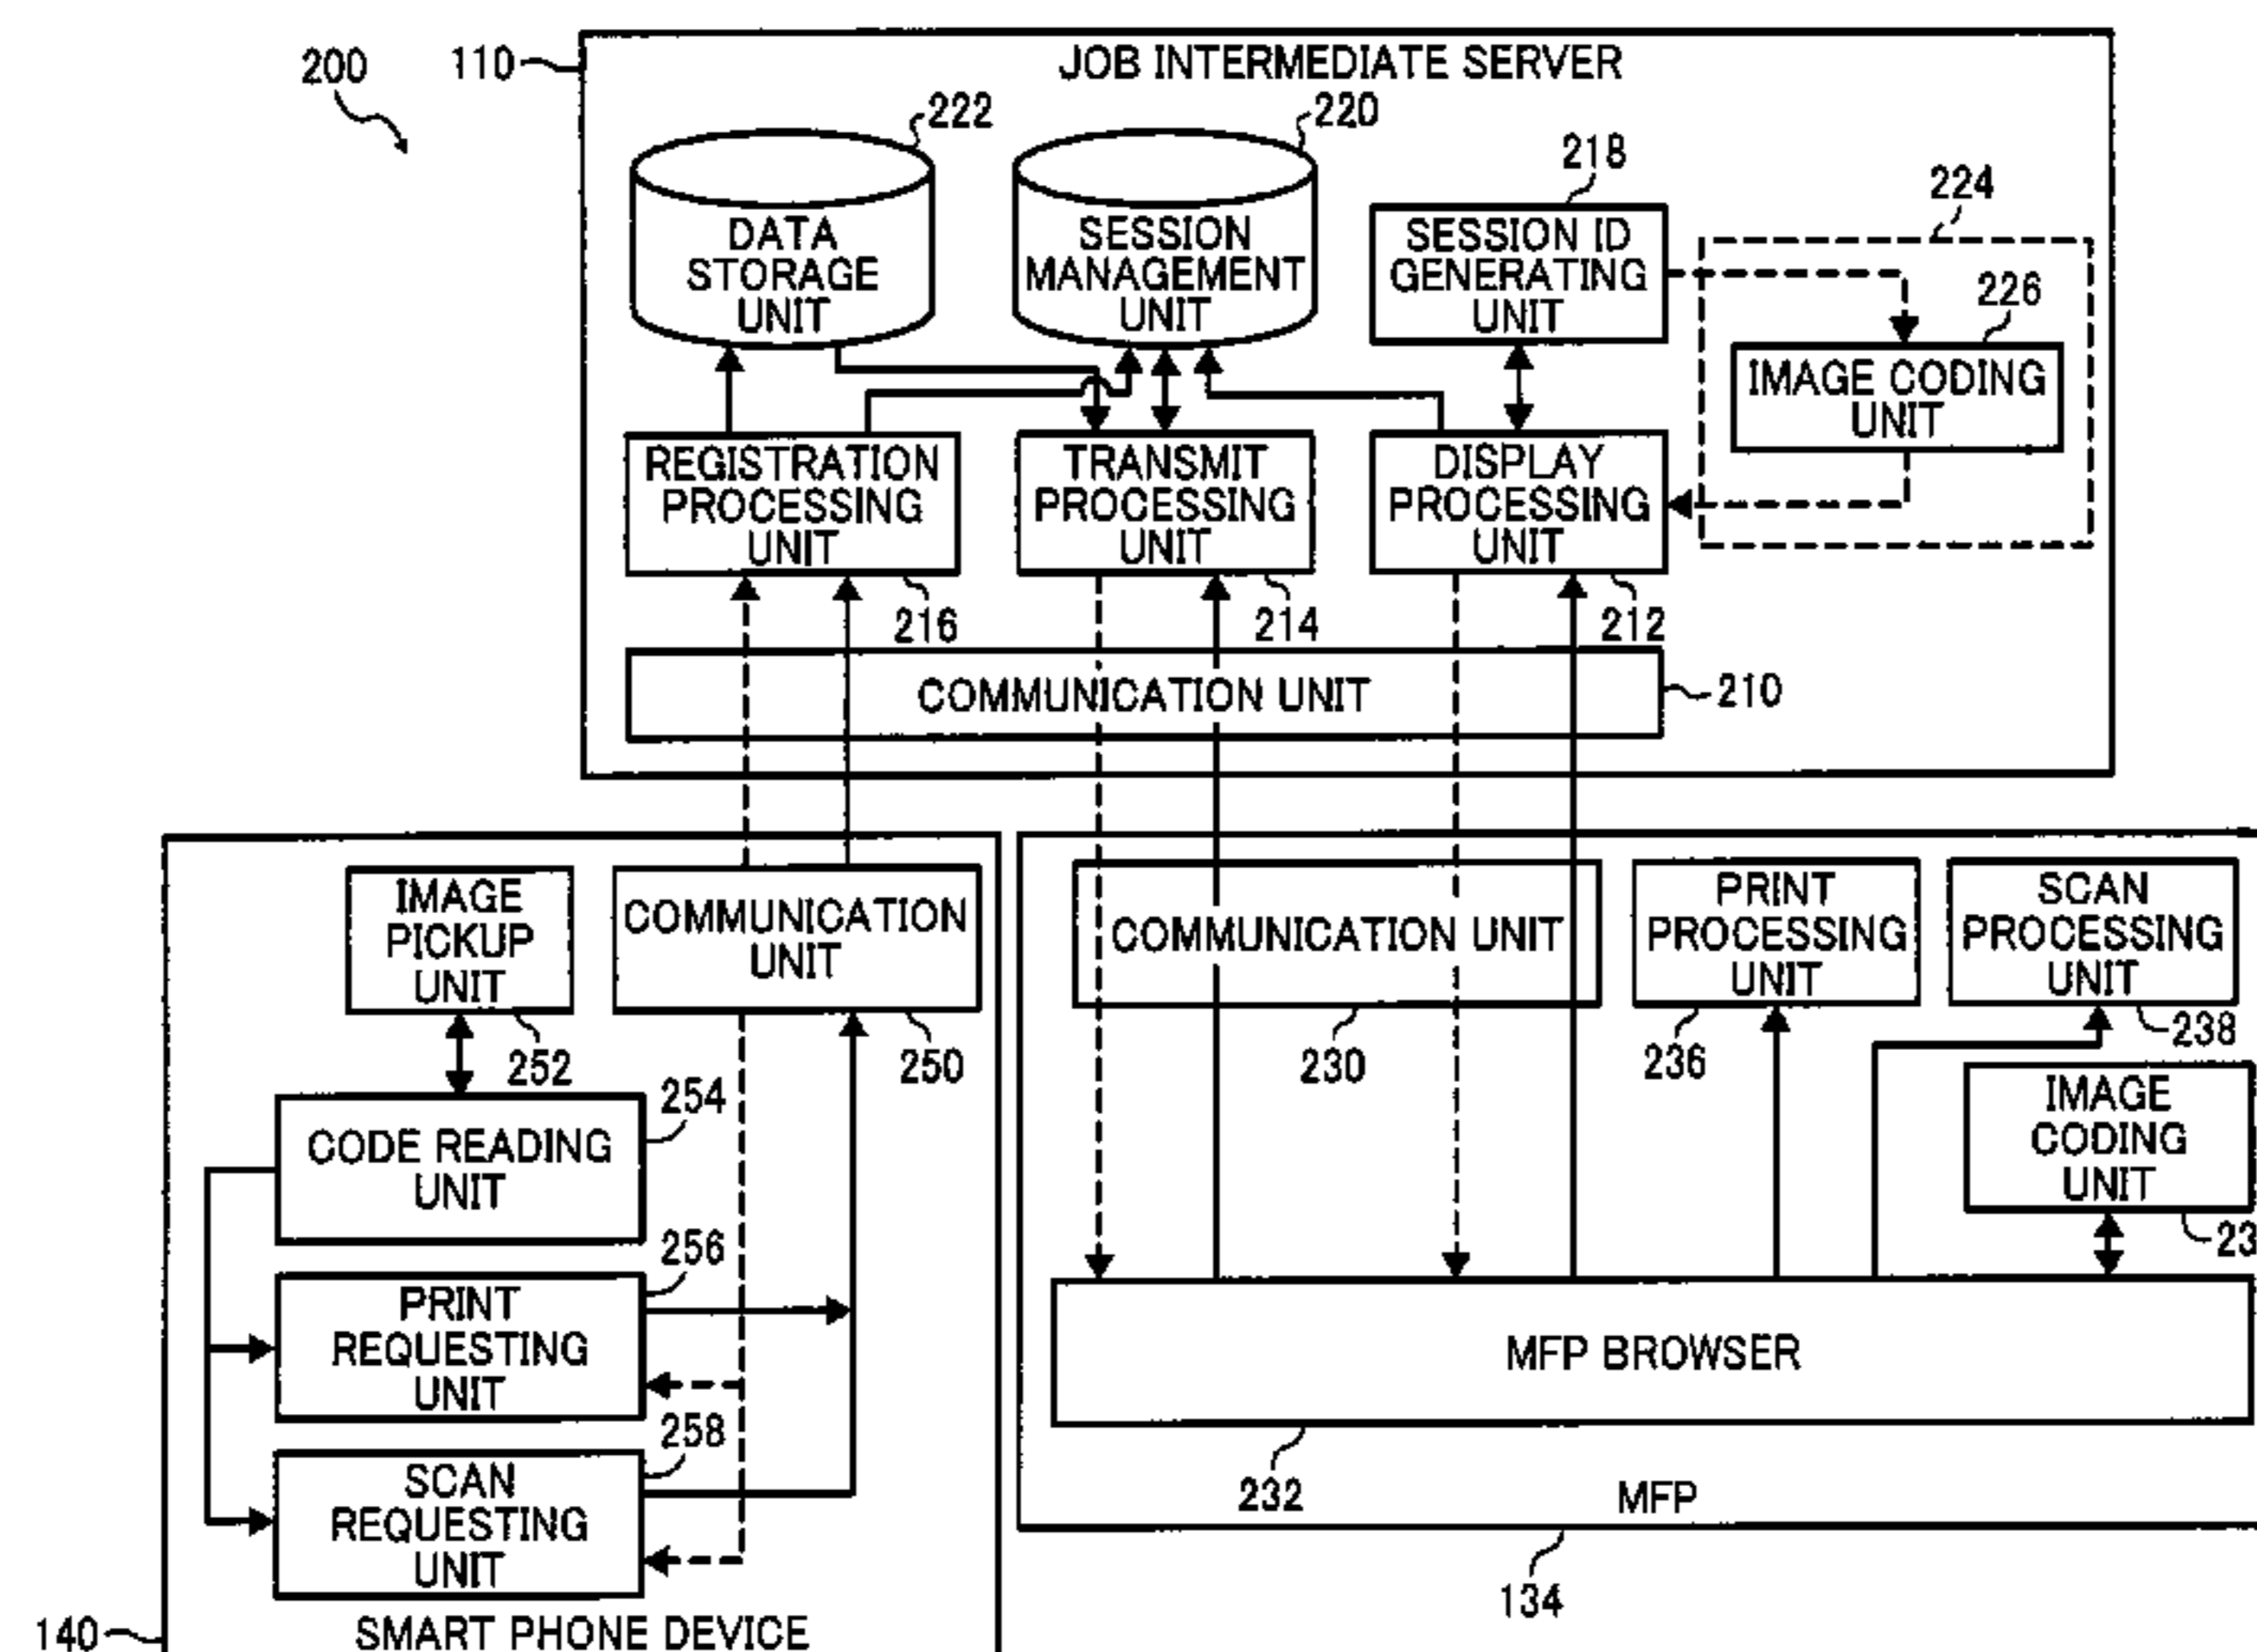 200
110
JOB INTERMEDIATE SERVER
222
220
218
224
DATA
STORAGE
UNIT
SESSION
MANAGEMENT
UNIT
SESSION ID
GENERATING
UNIT
226
IMAGE CODING
UNIT
REGISTRATION
PROCESSING
UNIT
TRANSMIT
PROCESSING
UNIT
DISPLAY
PROCESSING
UNIT
216
214
212
COMMUNICATION UNIT
210
IMAGE
PICKUP
UNIT
COMMUNICATION
UNIT
252
250
254
CODE READING
UNIT
256
PRINT
REQUESTING
UNIT
258
SCAN
REQUESTING
UNIT
140
SMART PHONE DEVICE
COMMUNICATION UNIT
PRINT
PROCESSING
UNIT
SCAN
PROCESSING
UNIT
230
236
238
IMAGE
CODING
UNIT
23
MFP BROWSER
232
MFP
134